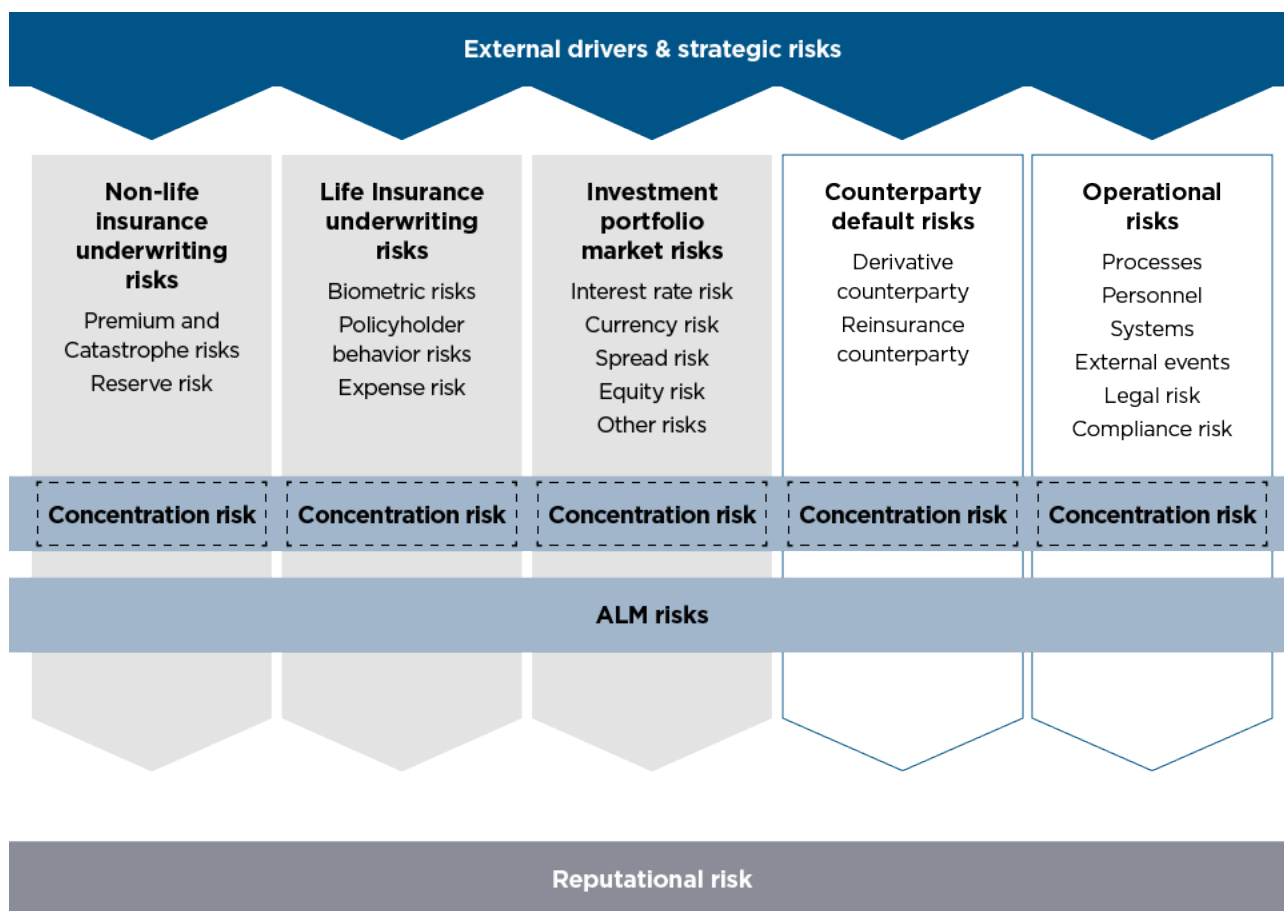 External drivers & strategic risks
Non-life
insurance
underwriting
risks
Premium and
Catastrophe risks
Reserve risk
Life Insurance
underwriting
risks
Biometric risks
Policyholder
behavior risks
Expense risk
Investment
portfolio
market risks
Interest rate risk
Currency risk
Spread risk
Equity risk
Other risks
Counterparty
default risks
Derivative
counterparty
Reinsurance
counterparty
Operational
risks
Processes
Personnel
Systems
External events
Legal risk
Compliance risk
Concentration risk
Concentration risk
Concentration risk
Concentration risk
Concentration risk
ALM risks
Reputational risk